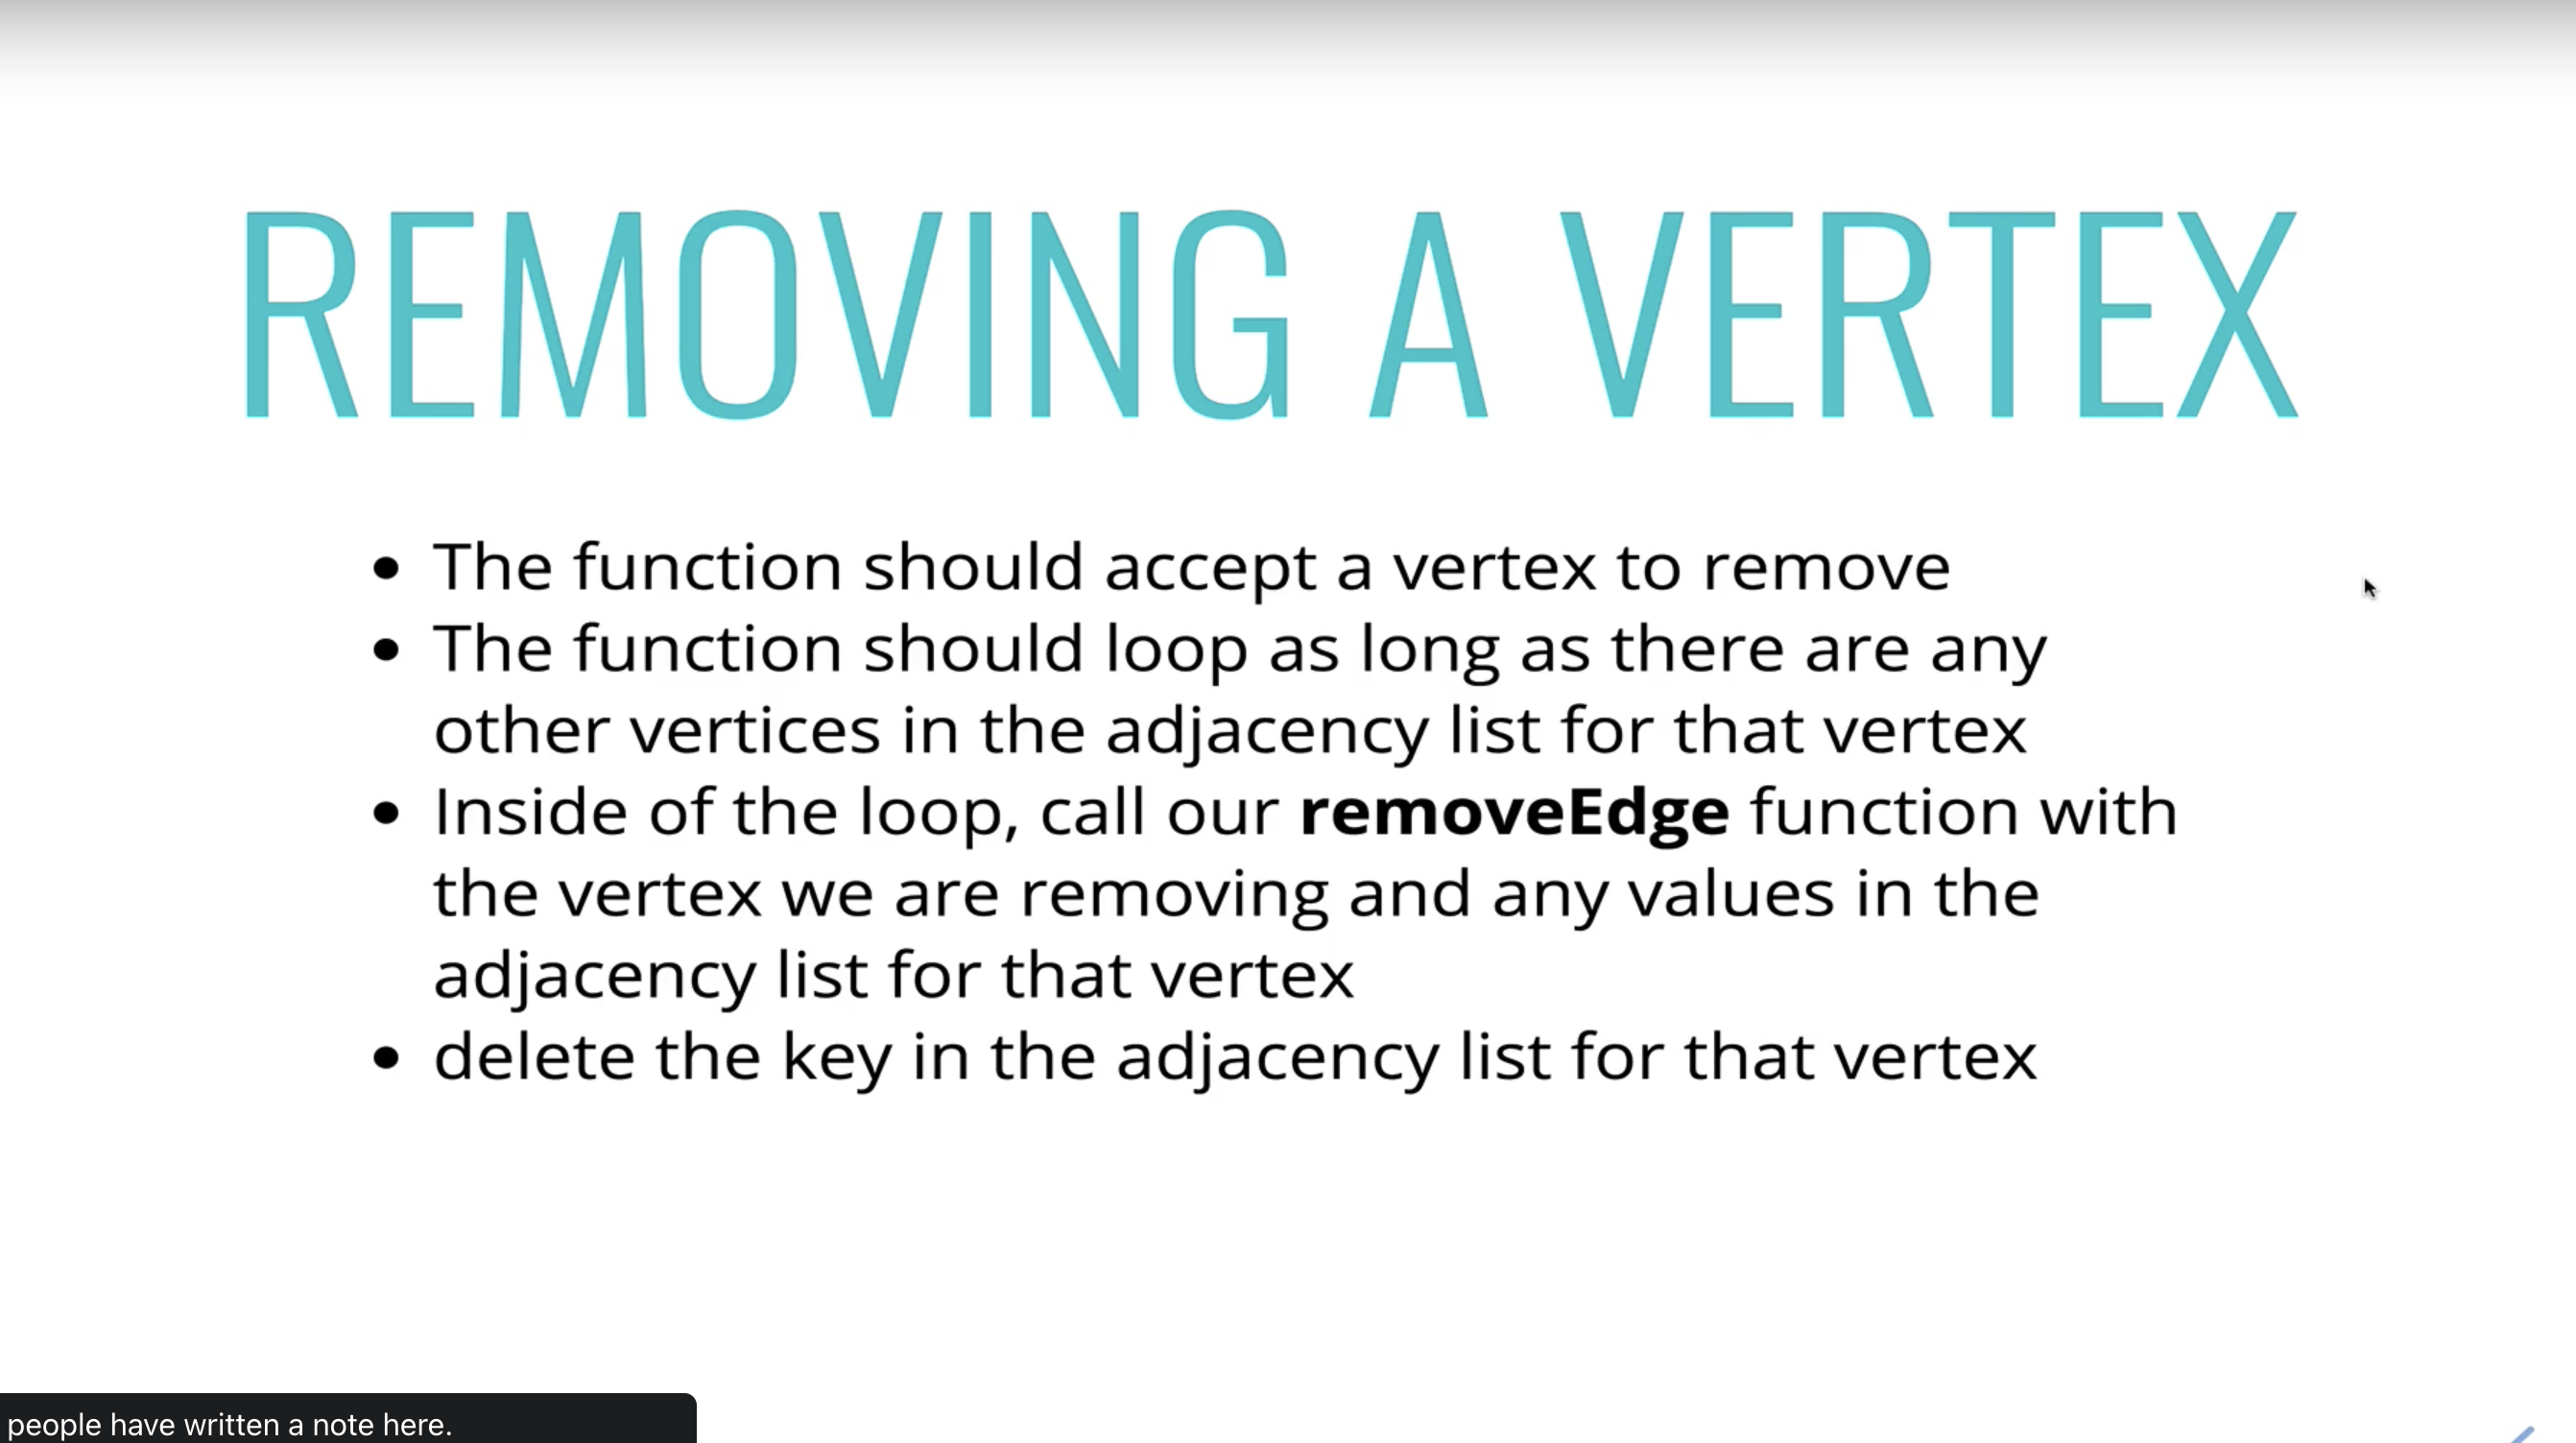 REMOVING A VERTEX
• The function should accept a vertex to remove
• The function should loop as long as there are any
other vertices in the adjacency list for that vertex
• Inside of the loop, call our removeEdge function with
the vertex we are removing and any values in the
adjacency list for that vertex
• delete the key in the adjacency list for that vertex
people have written a note here.